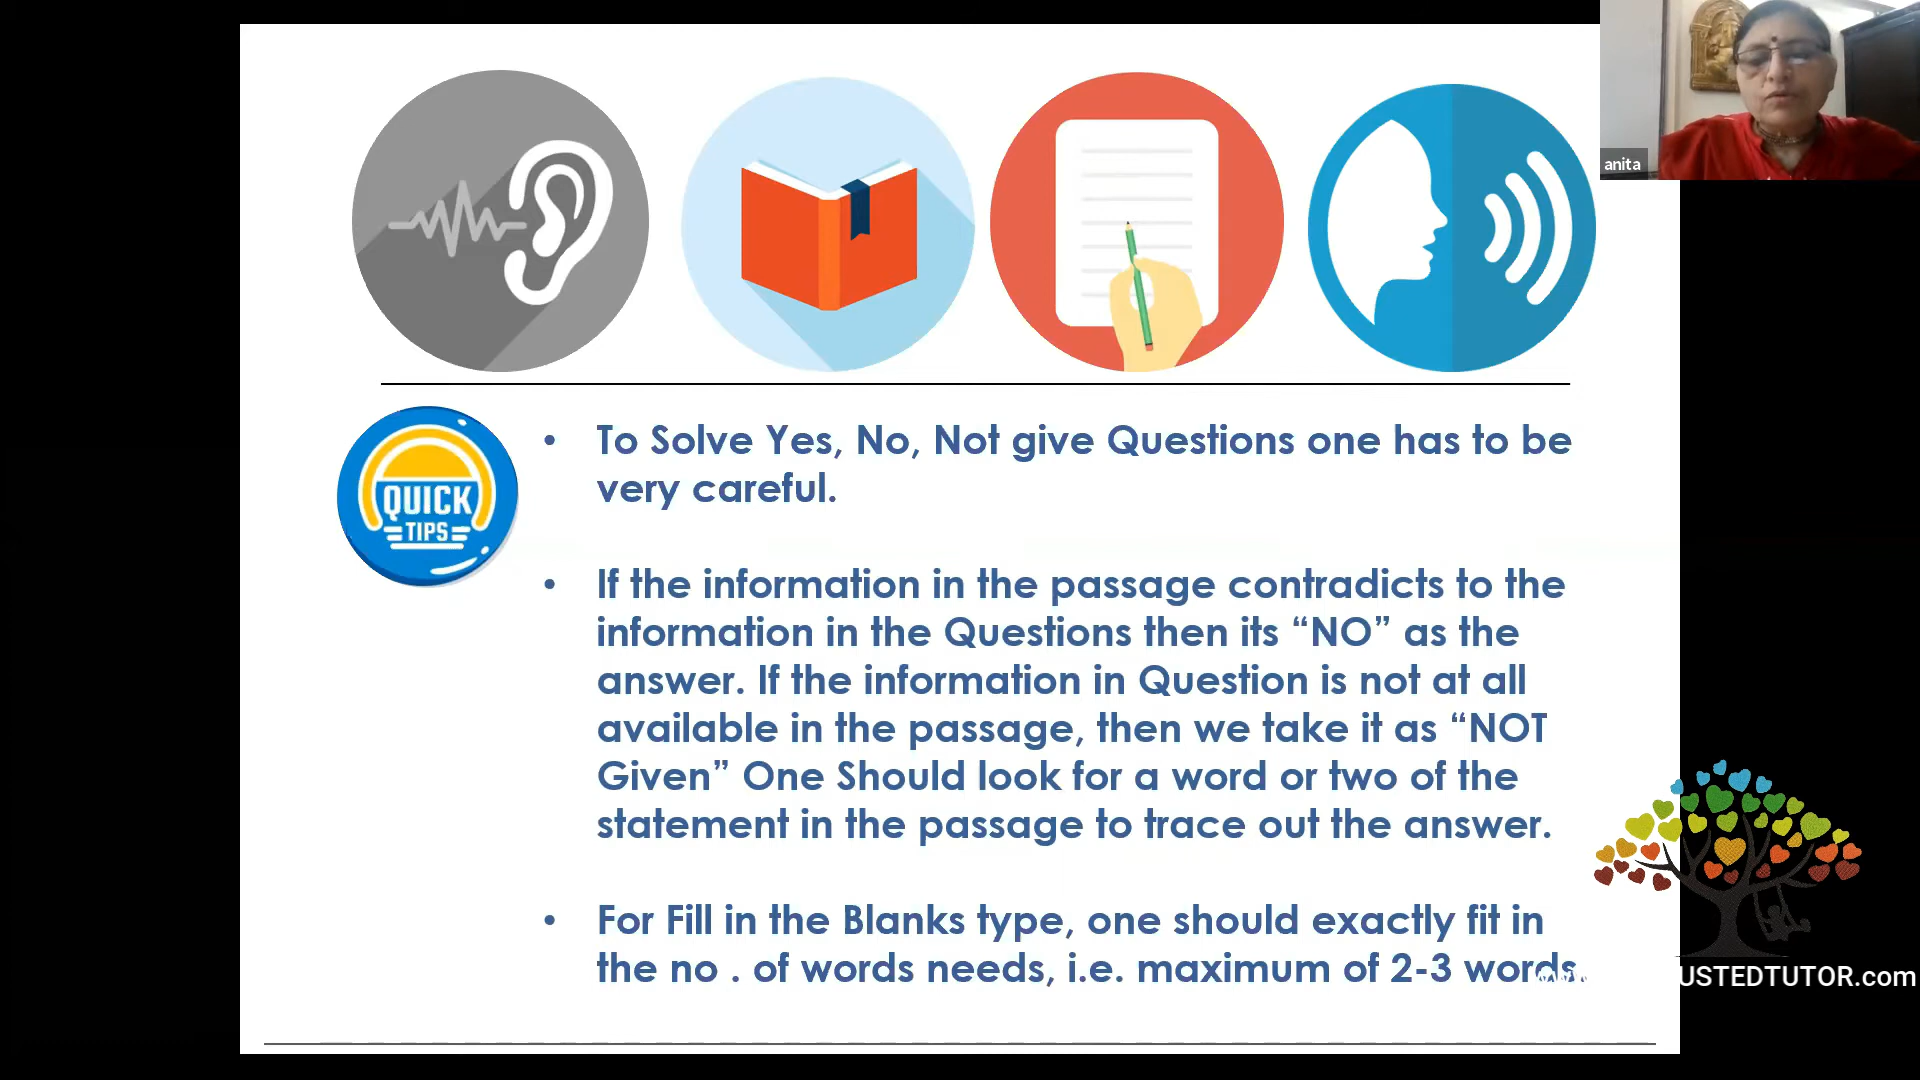 anita
QUICK
TIPS
• To Solve Yes, No, Not give Questions one has to be
very careful.
• If the information in the passage contradicts to the
information in the Questions then its “NO” as the
answer. If the information in Question is not at all
available in the passage, then we take it as “NOT
Given” One Should look for a word or two of the
statement in the passage to trace out the answer.
• For Fill in the Blanks type, one should exactly fit in
the no . of words needs, i.e. maximum of 2-3 words
USTEDTUTOR.com